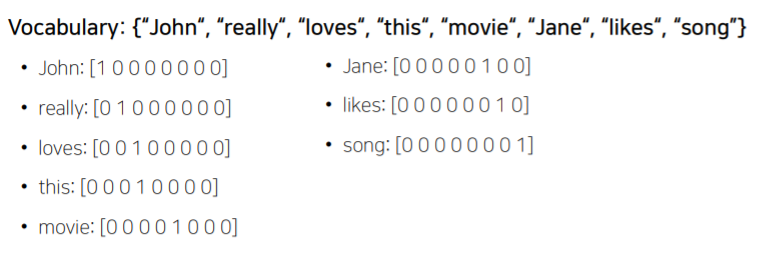 Vocabulary: {“John“, “really“, “loves“, “this“, “movie“, “Jane“, “likes“, “song”}
• John: [1 0 0 0 0 0 0 0]
• really: [0 1 0 0 0 0 0 0]
• loves: [0 0 1 0 0 0 0 0]
• this: [0 0 0 1 0 0 0 0]
• movie: [0 0 0 0 1 0 0 0]
• Jane: [0 0 0 0 0 1 0 0]
• likes: [0 0 0 0 0 0 1 0]
• song: [0 0 0 0 0 0 0 1]